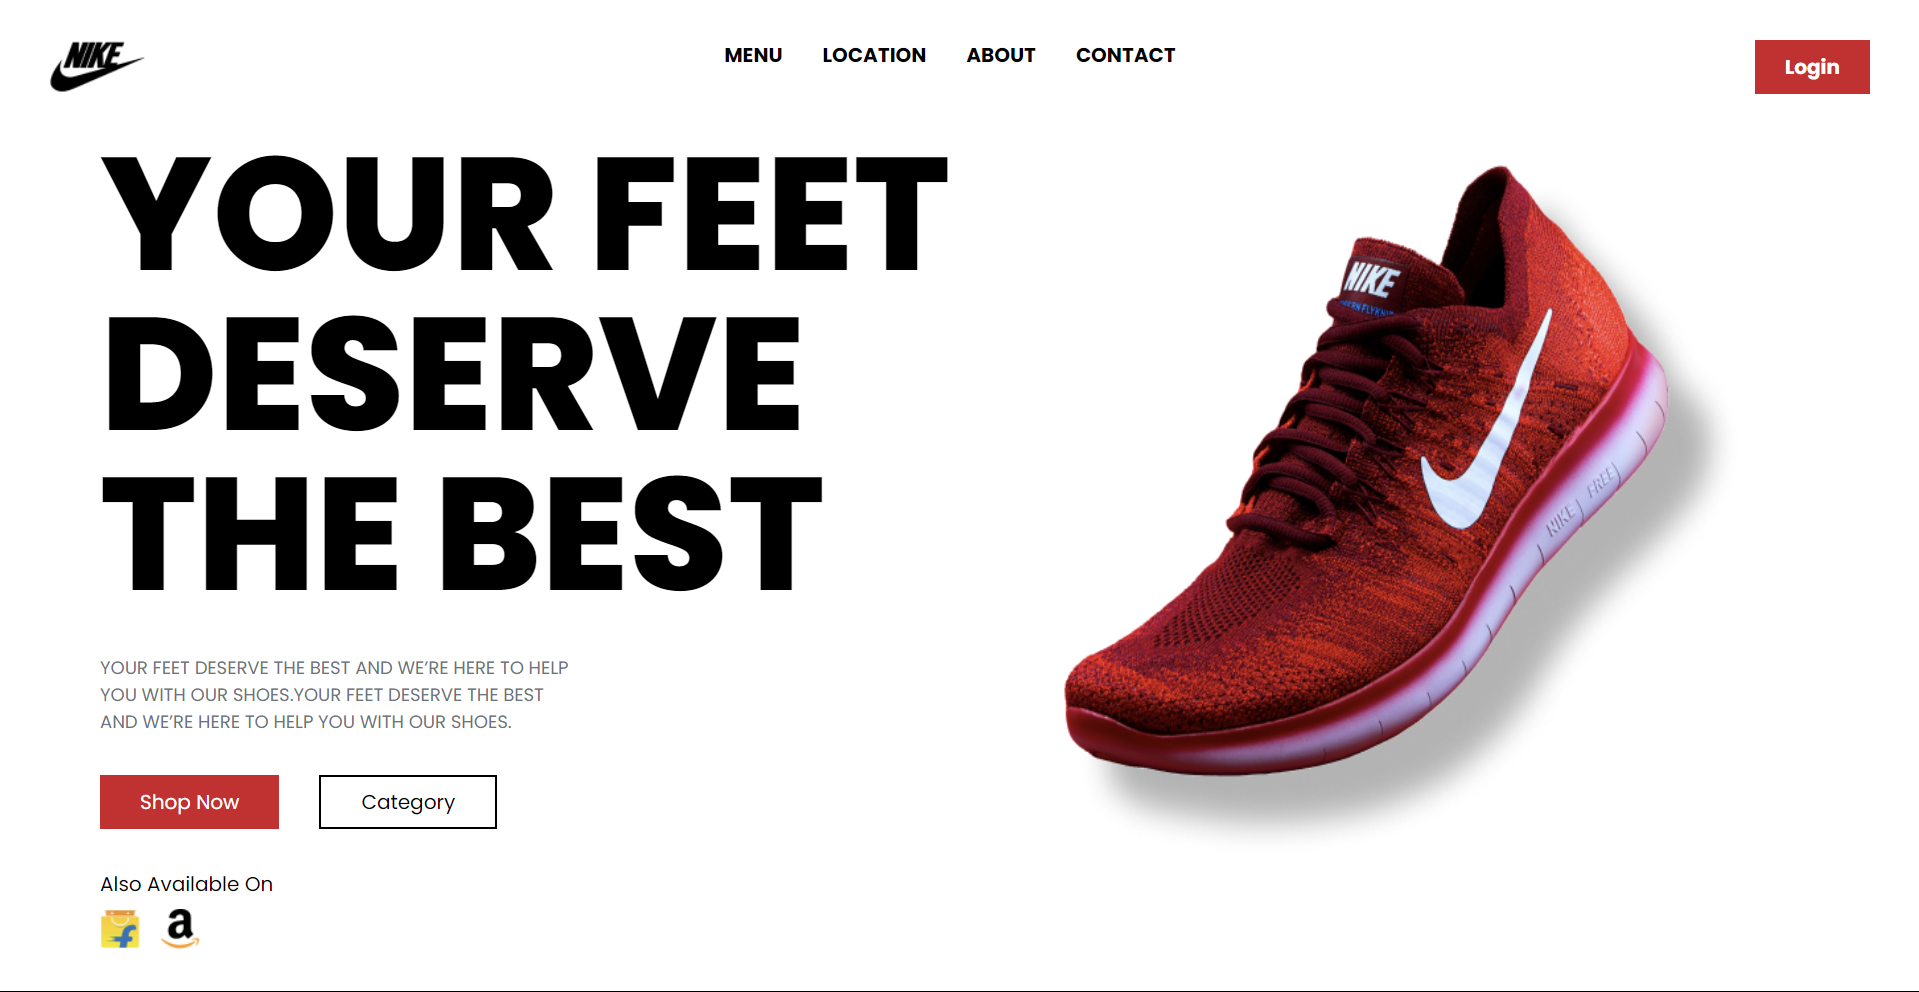 NIKE
MENU LOCATION ABOUT CONTACT
Login
YOUR FEET
DESERVE
THE BEST
NIKE
FLYKNIT
NIKE FREE
YOUR FEET DESERVE THE BEST AND WE’RE HERE TO HELP
YOU WITH OUR SHOES.YOUR FEET DESERVE THE BEST
AND WE’RE HERE TO HELP YOU WITH OUR SHOES.
Shop Now Category
Also Available On